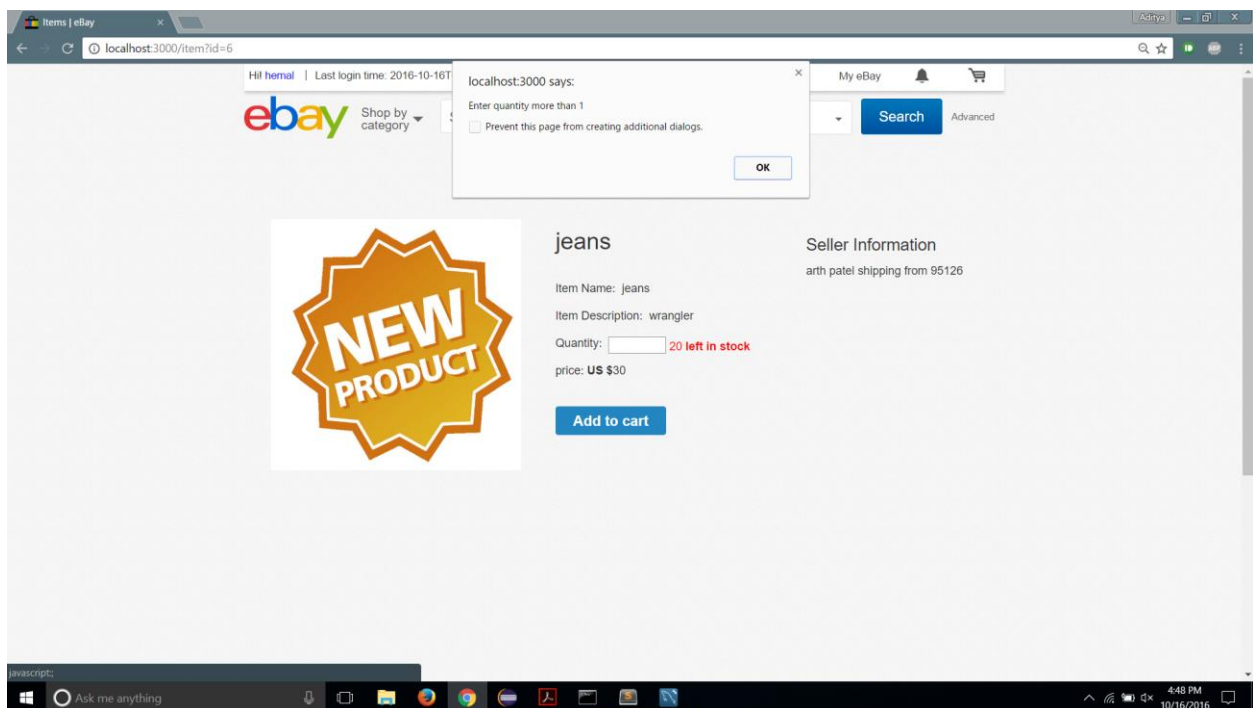 Items | eBay
Aditya
localhost:3000/item?id=6
Hi! hemal | Last login time: 2016-10-16T
My eBay
localhost:3000 says:
Enter quantity more than 1
Prevent this page from creating additional dialogs.
OK
ebay
Shop by
category
Search
Advanced
NEW
PRODUCT
jeans
Item Name: jeans
Item Description: wrangler
Quantity: 20 left in stock
price: US $30
Add to cart
Seller Information
arth patel shipping from 95126
javascript:;
Ask me anything
4:48 PM
10/16/2016